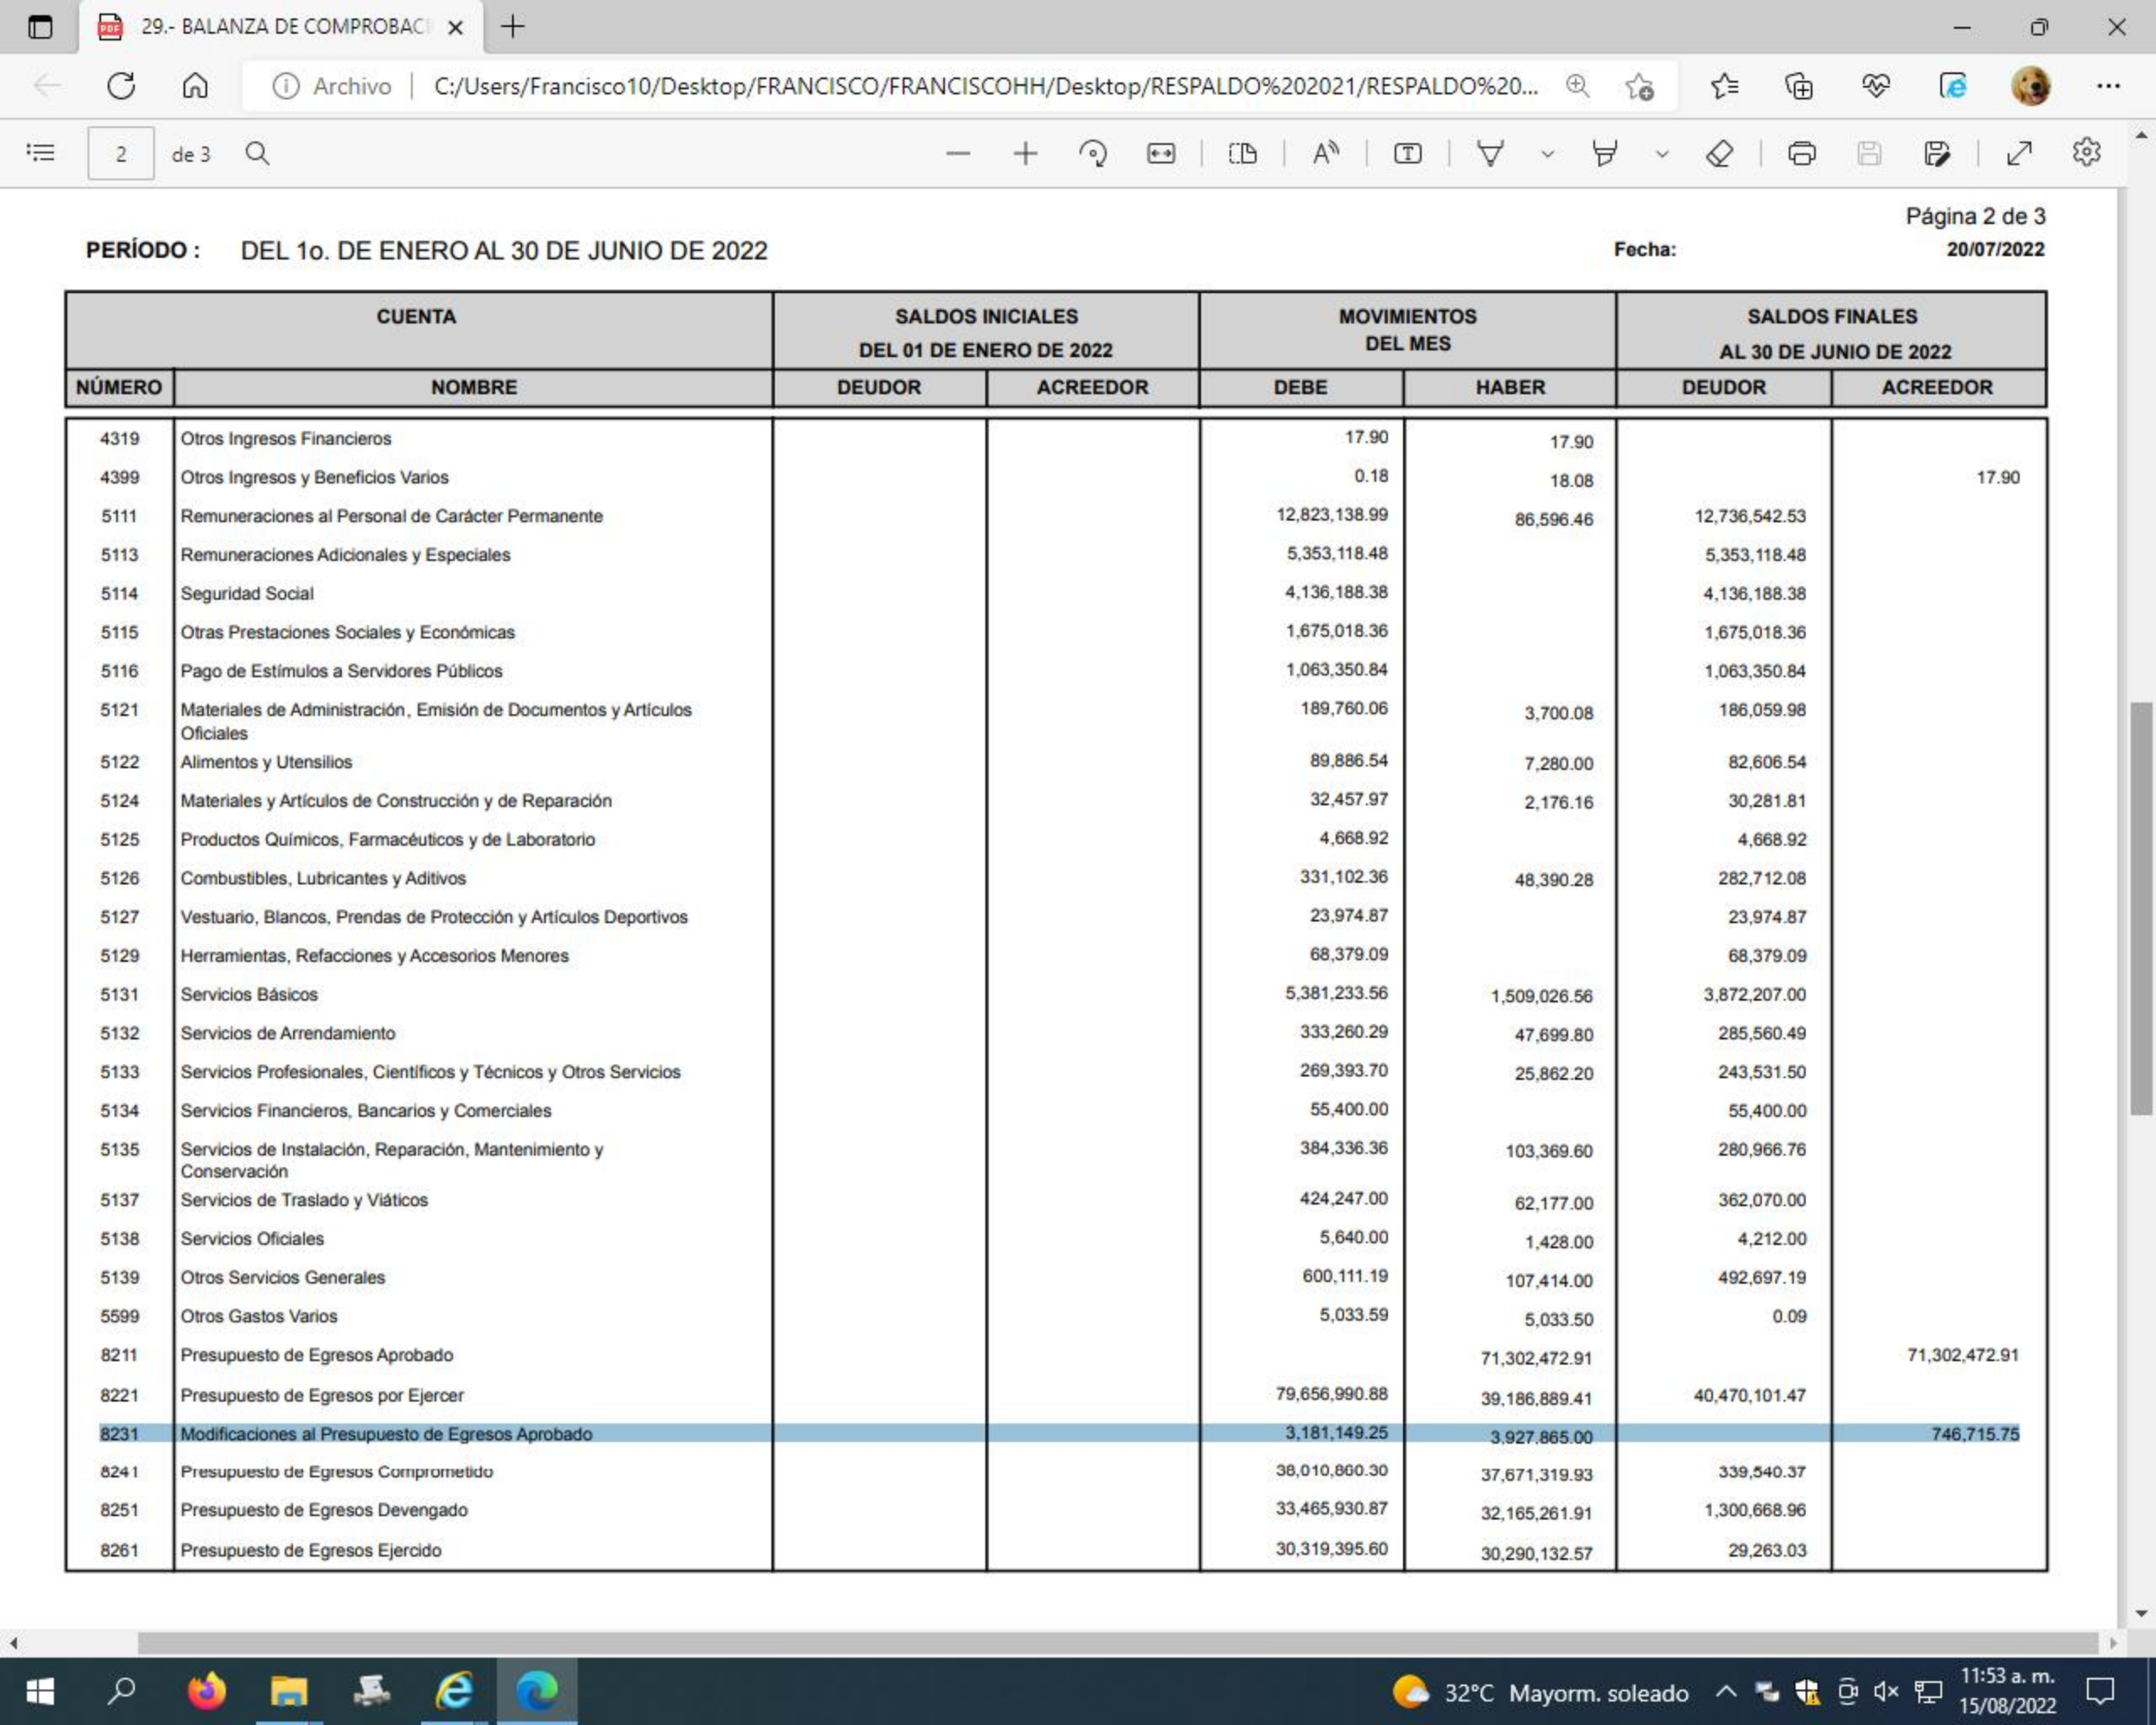 29.- BALANZA DE COMPROBAC
Archivo C:/Users/Francisco10/Desktop/FRANCISCO/FRANCISCOHH/Desktop/RESPALDO%202021/RESPALDO%20...
2 de 3
Página 2 de 3
PERÍODO : DEL 1o. DE ENERO AL 30 DE JUNIO DE 2022 Fecha: 20/07/2022
CUENTA SALDOS INICIALES MOVIMIENTOS SALDOS FINALES
DEL 01 DE ENERO DE 2022 DEL MES AL 30 DE JUNIO DE 2022
NÚMERO NOMBRE DEUDOR ACREEDOR DEBE HABER DEUDOR ACREEDOR
4319 Otros Ingresos Financieros 17.90 17.90
4399 Otros Ingresos y Beneficios Varios 0.18 18.08 17.90
5111 Remuneraciones al Personal de Carácter Permanente 12,823,138.99 86,596.46 12,736,542.53
5113 Remuneraciones Adicionales y Especiales 5,353,118.48 5,353,118.48
5114 Seguridad Social 4,136,188.38 4,136,188.38
5115 Otras Prestaciones Sociales y Económicas 1,675,018.36 1,675,018.36
5116 Pago de Estímulos a Servidores Públicos 1,063,350.84 1,063,350.84
5121 Materiales de Administración, Emisión de Documentos y Artículos 189,760.06 3,700.08 186,059.98
Oficiales
5122 Alimentos y Utensilios 89,886.54 7,280.00 82,606.54
5124 Materiales y Artículos de Construcción y de Reparación 32,457.97 2,176.16 30,281.81
5125 Productos Químicos, Farmacéuticos y de Laboratorio 4,668.92 4,668.92
5126 Combustibles, Lubricantes y Aditivos 331,102.36 48,390.28 282,712.08
5127 Vestuario, Blancos, Prendas de Protección y Artículos Deportivos 23,974.87 23,974.87
5129 Herramientas, Refacciones y Accesorios Menores 68,379.09 68,379.09
5131 Servicios Básicos 5,381,233.56 1,509,026.56 3,872,207.00
5132 Servicios de Arrendamiento 333,260.29 47,699.80 285,560.49
5133 Servicios Profesionales, Científicos y Técnicos y Otros Servicios 269,393.70 25,862.20 243,531.50
5134 Servicios Financieros, Bancarios y Comerciales 55,400.00 55,400.00
5135 Servicios de Instalación, Reparación, Mantenimiento y 384,336.36 103,369.60 280,966.76
Conservación
5137 Servicios de Traslado y Viáticos 424,247.00 62,177.00 362,070.00
5138 Servicios Oficiales 5,640.00 1,428.00 4,212.00
5139 Otros Servicios Generales 600,111.19 107,414.00 492,697.19
5599 Otros Gastos Varios 5,033.59 5,033.50 0.09
8211 Presupuesto de Egresos Aprobado 71,302,472.91 71,302,472.91
8221 Presupuesto de Egresos por Ejercer 79,656,990.88 39,186,889.41 40,470,101.47
8231 Modificaciones al Presupuesto de Egresos Aprobado 3,181,149.25 3,927,865.00 746,715.75
8241 Presupuesto de Egresos Comprometido 38,010,860.30 37,671,319.93 339,540.37
8251 Presupuesto de Egresos Devengado 33,465,930.87 32,165,261.91 1,300,668.96
8261 Presupuesto de Egresos Ejercido 30,319,395.60 30,290,132.57 29,263.03
32°C Mayorm. soleado 11:53 a. m.
15/08/2022